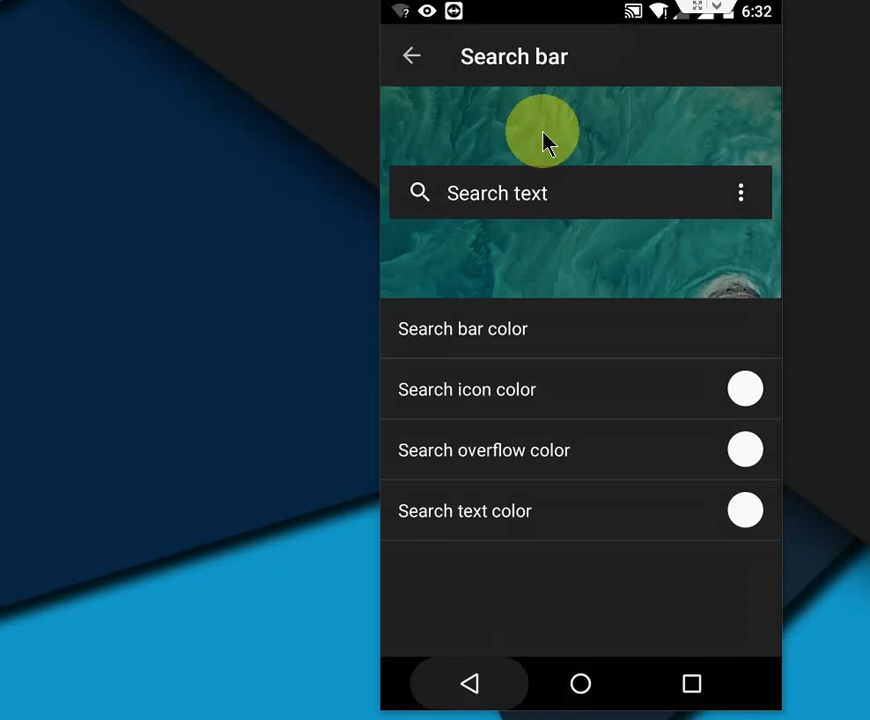 6:32
Search bar
Search text
Search bar color
Search icon color
Search overflow color
Search text color